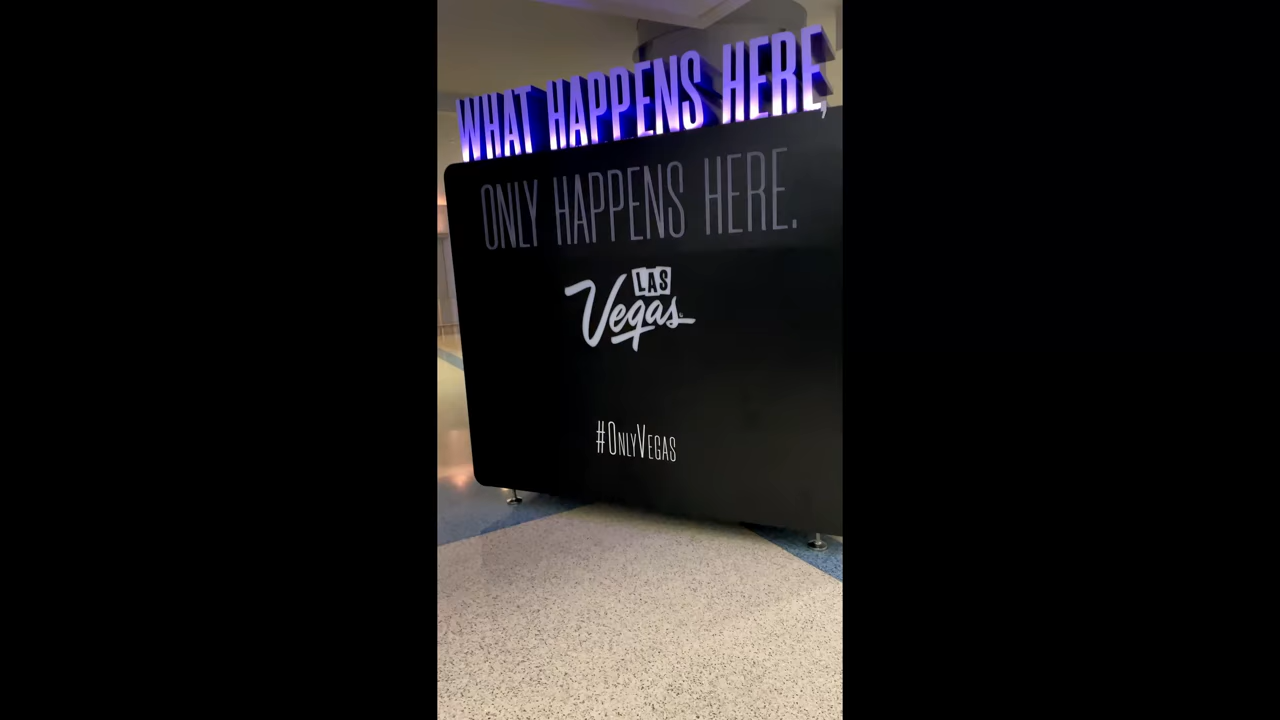 WHAT HAPPENS HERE,
ONLY HAPPENS HERE.
LAS
Vegas
#ONLYVEGAS